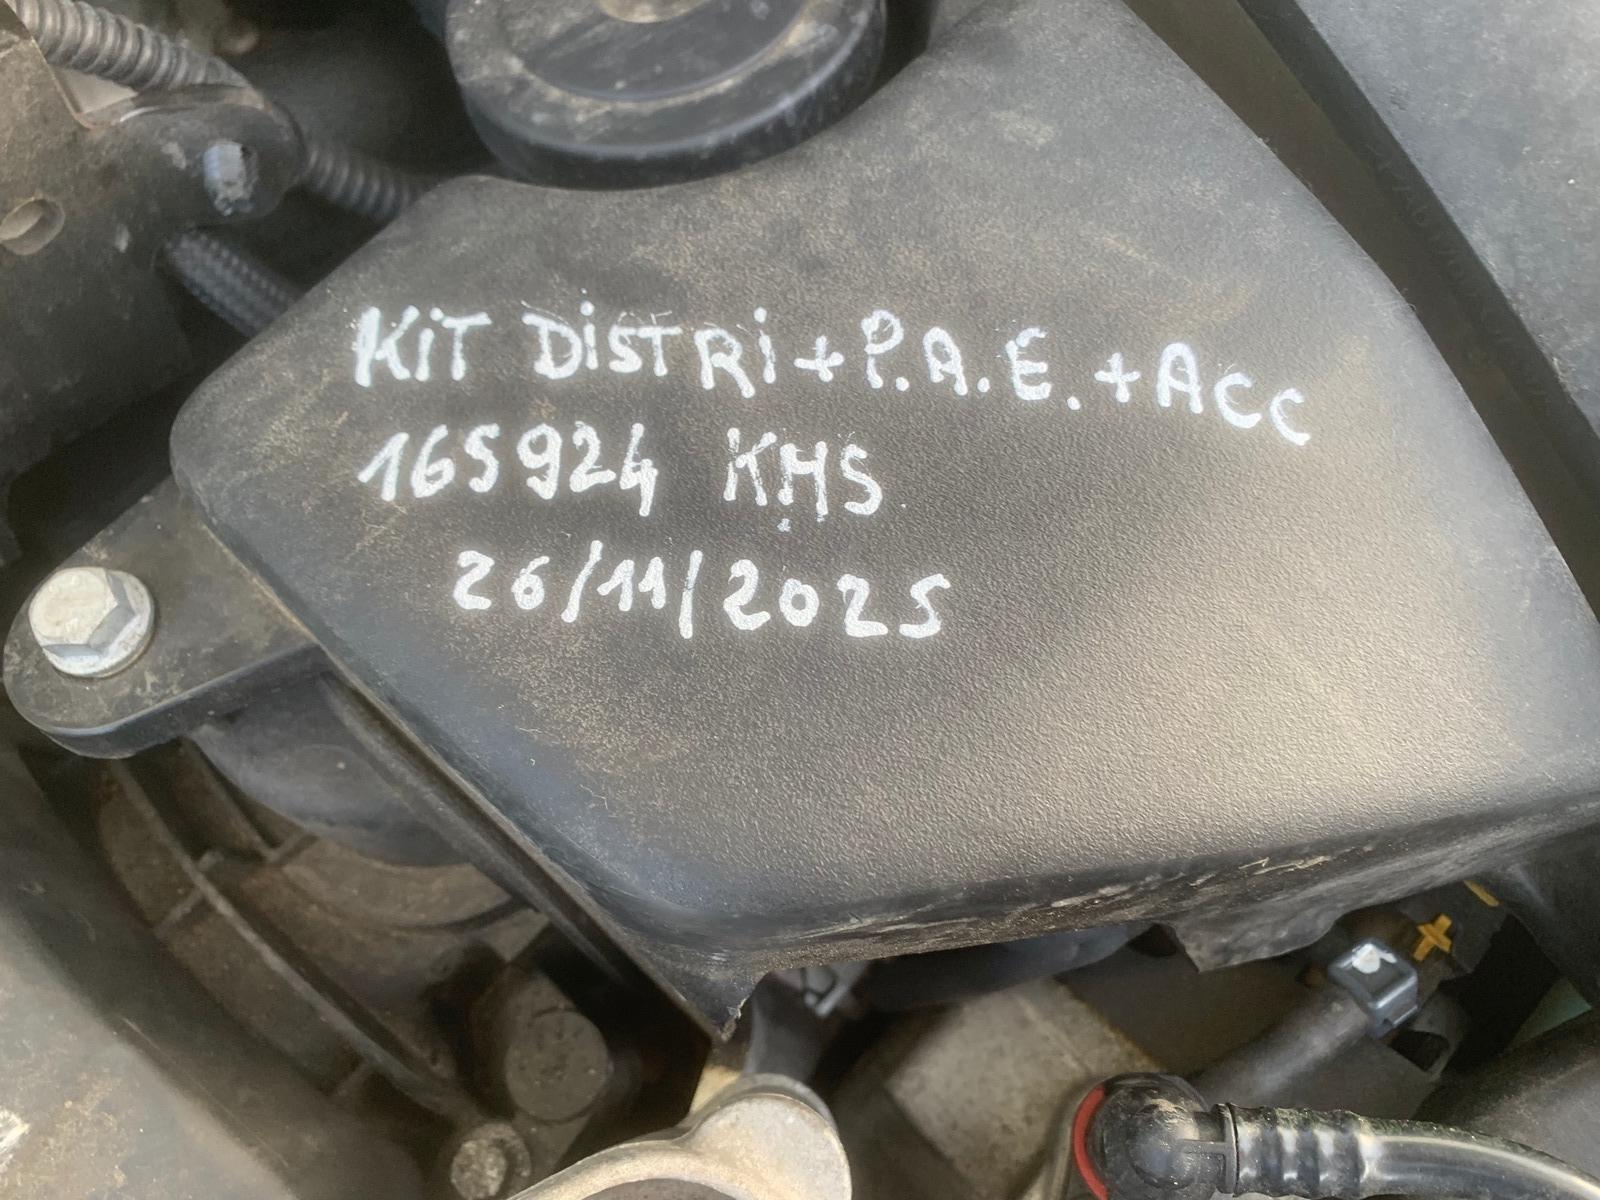 KiT DiSTRi + P.A.E. + ACC
165924 KMS
26/11/2025